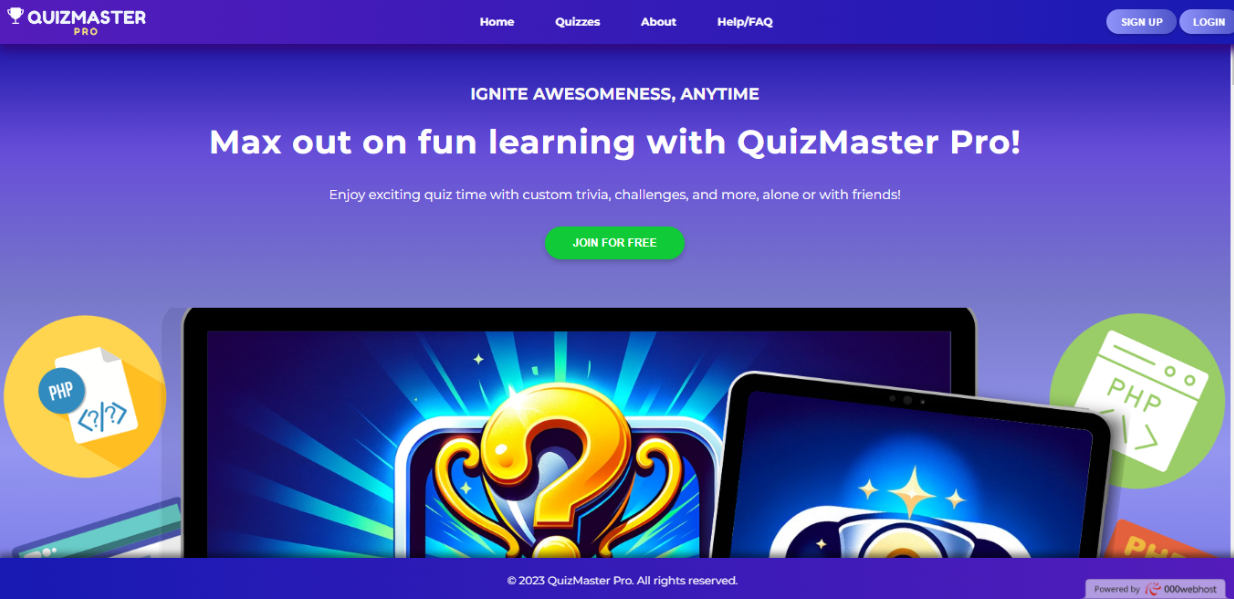 QUIZMASTER
PRO
Home Quizzes About Help/FAQ
SIGN UP LOGIN
IGNITE AWESOMENESS, ANYTIME
Max out on fun learning with QuizMaster Pro!
Enjoy exciting quiz time with custom trivia, challenges, and more, alone or with friends!
JOIN FOR FREE
PHP
<?|?>
PHP
<\>
?
PHP
© 2023 QuizMaster Pro. All rights reserved.
Powered by 000webhost